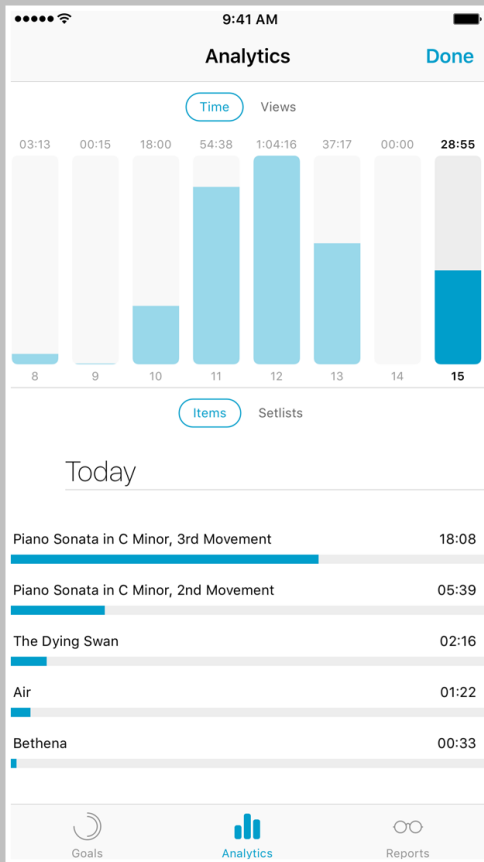 9:41 AM
Analytics Done
Time Views
03:13 00:15 18:00 54:38 1:04:16 37:17 00:00 28:55
8 9 10 11 12 13 14 15
Items Setlists
Today
Piano Sonata in C Minor, 3rd Movement 18:08
Piano Sonata in C Minor, 2nd Movement 05:39
The Dying Swan 02:16
Air 01:22
Bethena 00:33
Goals Analytics Reports